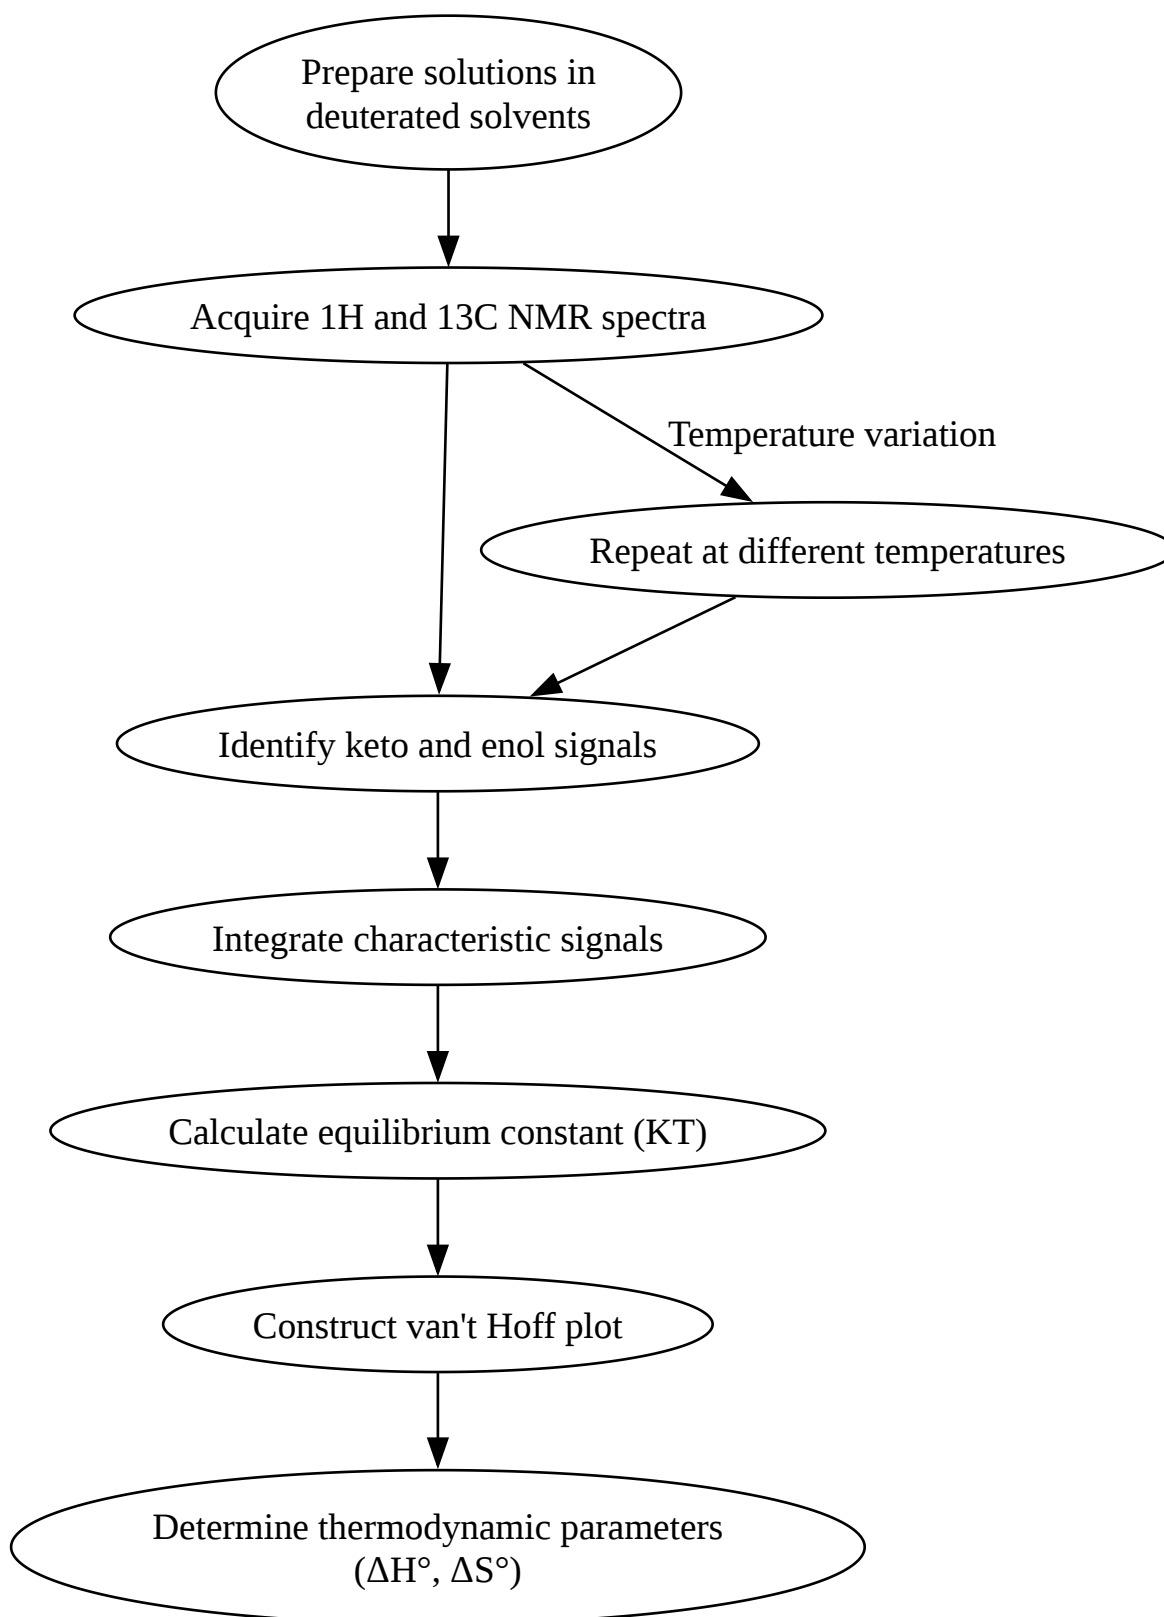 Prepare solutions in
deuterated solvents
Acquire 1H and 13C NMR spectra
Temperature variation
Repeat at different temperatures
Identify keto and enol signals
Integrate characteristic signals
Calculate equilibrium constant (KT)
Construct van't Hoff plot
Determine thermodynamic parameters
(ΔH°, ΔS°)